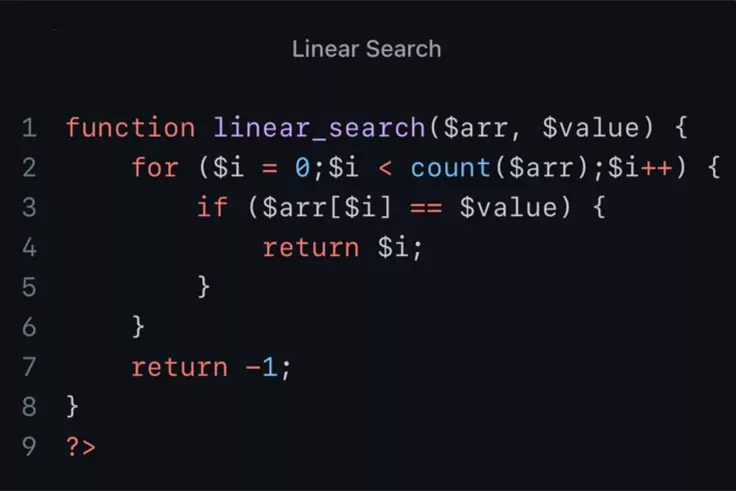 Linear Search
1 function linear_search($arr, $value) {
2     for ($i = 0;$i < count($arr);$i++) {
3         if ($arr[$i] == $value) {
4             return $i;
5         }
6     }
7     return -1;
8 }
9 ?>